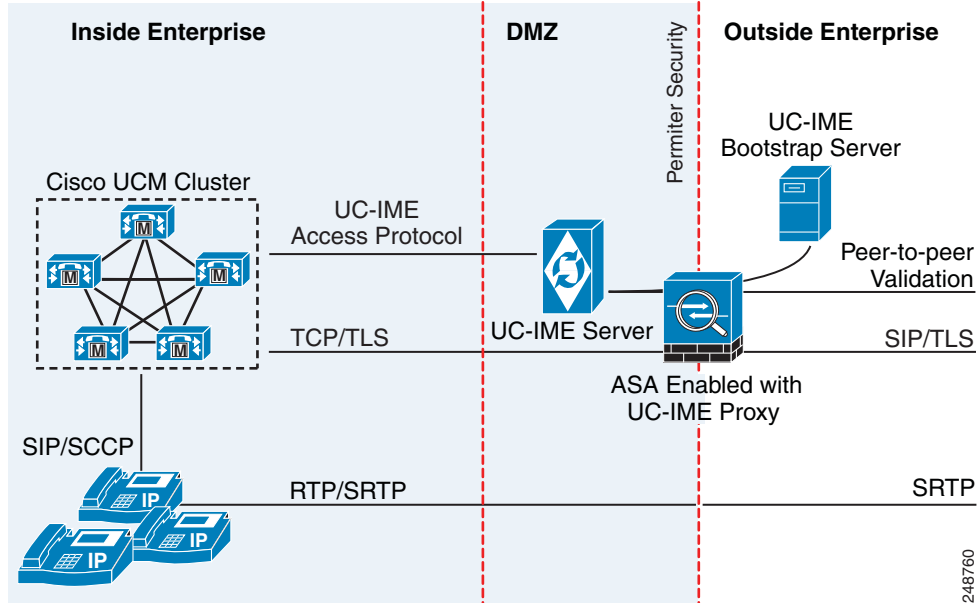 Inside Enterprise
DMZ
Permiter Security
Outside Enterprise
UC-IME
Bootstrap Server
Cisco UCM Cluster
M
M
M
M
M
UC-IME
Access Protocol
Peer-to-peer
Validation
TCP/TLS
UC-IME Server
SIP/TLS
ASA Enabled with
UC-IME Proxy
SIP/SCCP
RTP/SRTP
SRTP
IP
IP
IP
248760